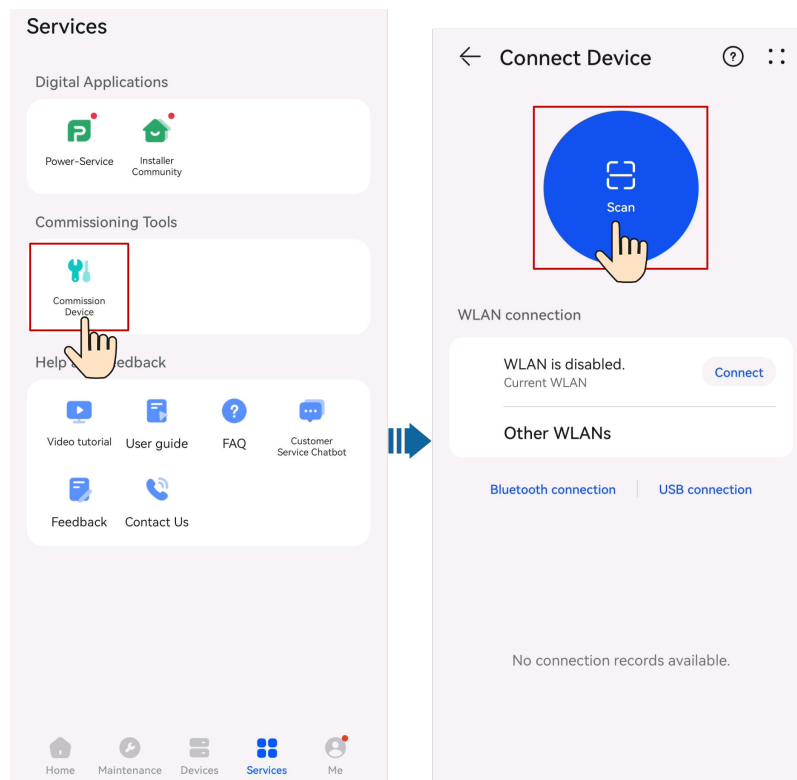 Services
Digital Applications
Power-Service
Installer
Community
Commissioning Tools
Commission
Device
Help edback
Video tutorial
User guide
FAQ
Customer
Service Chatbot
Feedback
Contact Us
Home
Maintenance
Devices
Services
Me
Connect Device
Scan
WLAN connection
WLAN is disabled.
Current WLAN
Connect
Other WLANs
Bluetooth connection
USB connection
No connection records available.